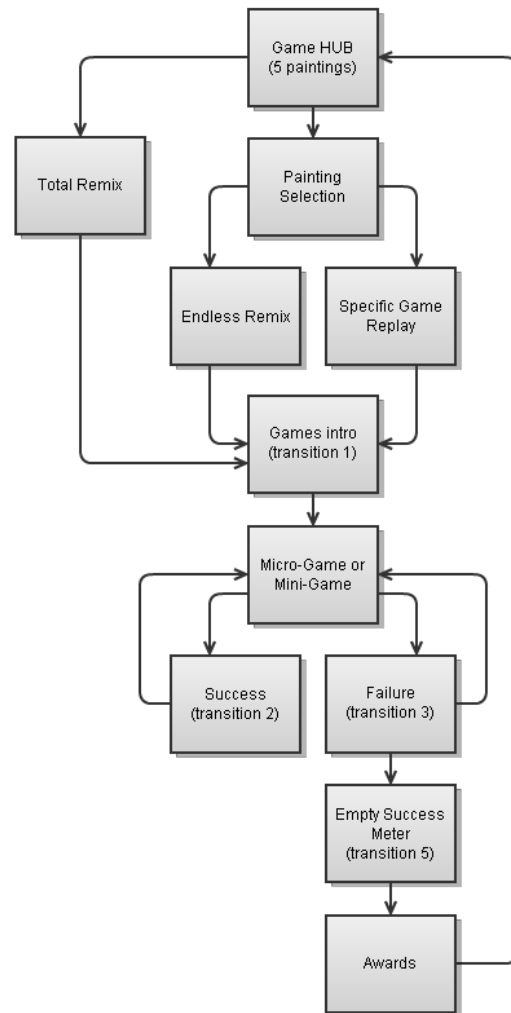 Game HUB
(5 paintings)
Total Remix
Painting
Selection
Endless Remix
Specific Game
Replay
Games intro
(transition 1)
Micro-Game or
Mini-Game
Success
(transition 2)
Failure
(transition 3)
Empty Success
Meter
(transition 5)
Awards